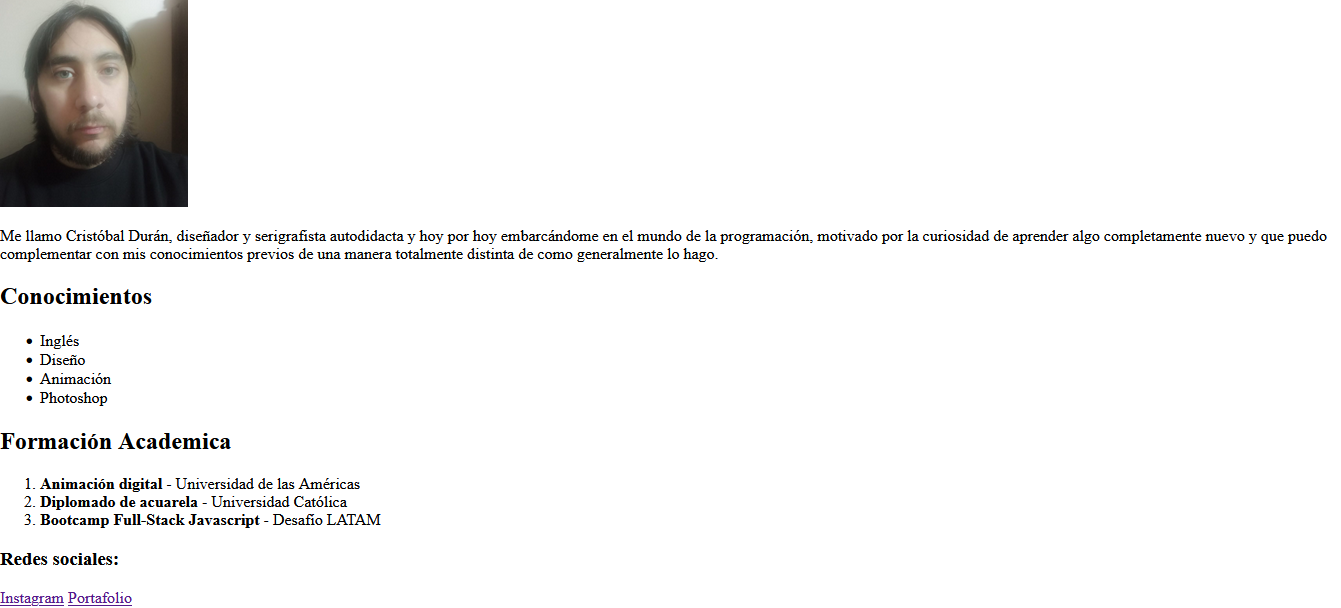 Me llamo Cristóbal Durán, diseñador y serigrafista autodidacta y hoy por hoy embarcándome en el mundo de la programación, motivado por la curiosidad de aprender algo completamente nuevo y que puedo
complementar con mis conocimientos previos de una manera totalmente distinta de como generalmente lo hago.
Conocimientos
• Inglés
• Diseño
• Animación
• Photoshop
Formación Academica
1. Animación digital - Universidad de las Américas
2. Diplomado de acuarela - Universidad Católica
3. Bootcamp Full-Stack Javascript - Desafío LATAM
Redes sociales:
Instagram Portafolio